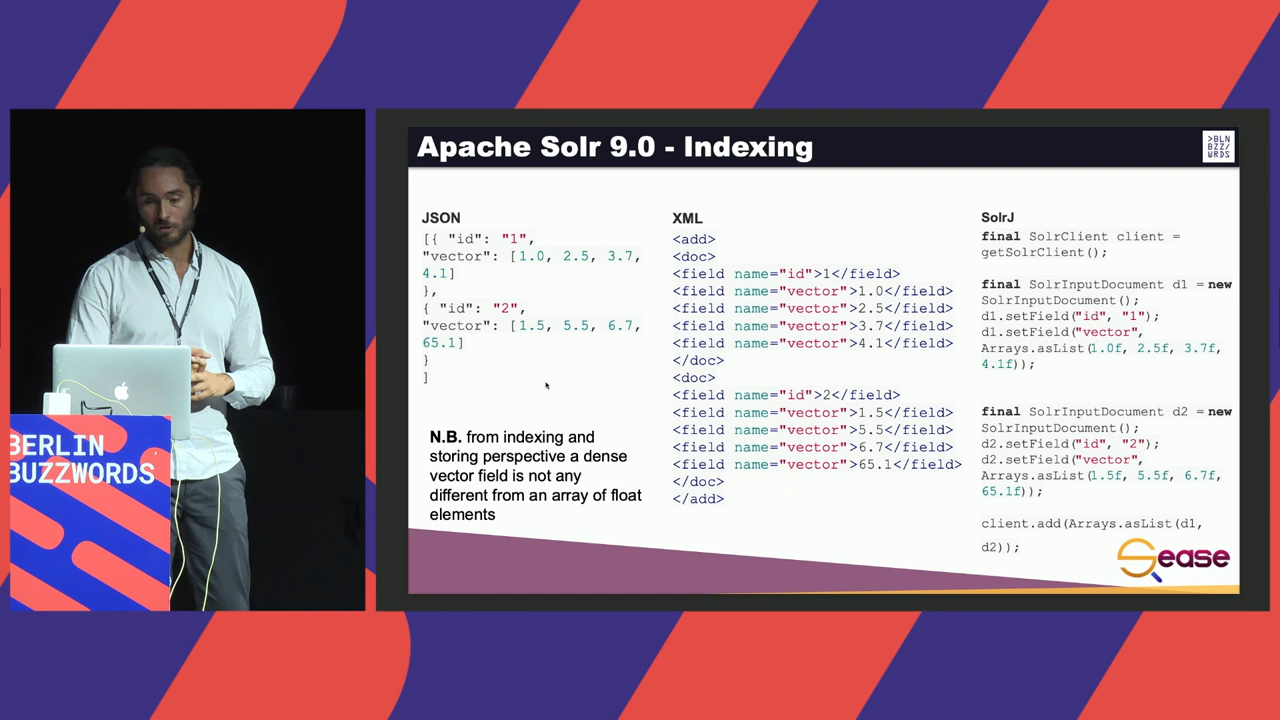 Apache Solr 9.0 - Indexing
>BLN
BZZ/
WRDS
JSON
[{ "id": "1",
"vector": [1.0, 2.5, 3.7,
4.1]
},
{ "id": "2",
"vector": [1.5, 5.5, 6.7,
65.1]
}
]
N.B. from indexing and
storing perspective a dense
vector field is not any
different from an array of float
elements
XML
<add>
<doc>
<field name="id">1</field>
<field name="vector">1.0</field>
<field name="vector">2.5</field>
<field name="vector">3.7</field>
<field name="vector">4.1</field>
</doc>
<doc>
<field name="id">2</field>
<field name="vector">1.5</field>
<field name="vector">5.5</field>
<field name="vector">6.7</field>
<field name="vector">65.1</field>
</doc>
</add>
SolrJ
final SolrClient client =
getSolrClient();
final SolrInputDocument d1 = new
SolrInputDocument();
d1.setField("id", "1");
d1.setField("vector",
Arrays.asList(1.0f, 2.5f, 3.7f,
4.1f));
final SolrInputDocument d2 = new
SolrInputDocument();
d2.setField("id", "2");
d2.setField("vector",
Arrays.asList(1.5f, 5.5f, 6.7f,
65.1f));
client.add(Arrays.asList(d1,
d2));
Sease
BERLIN
BUZZWORDS